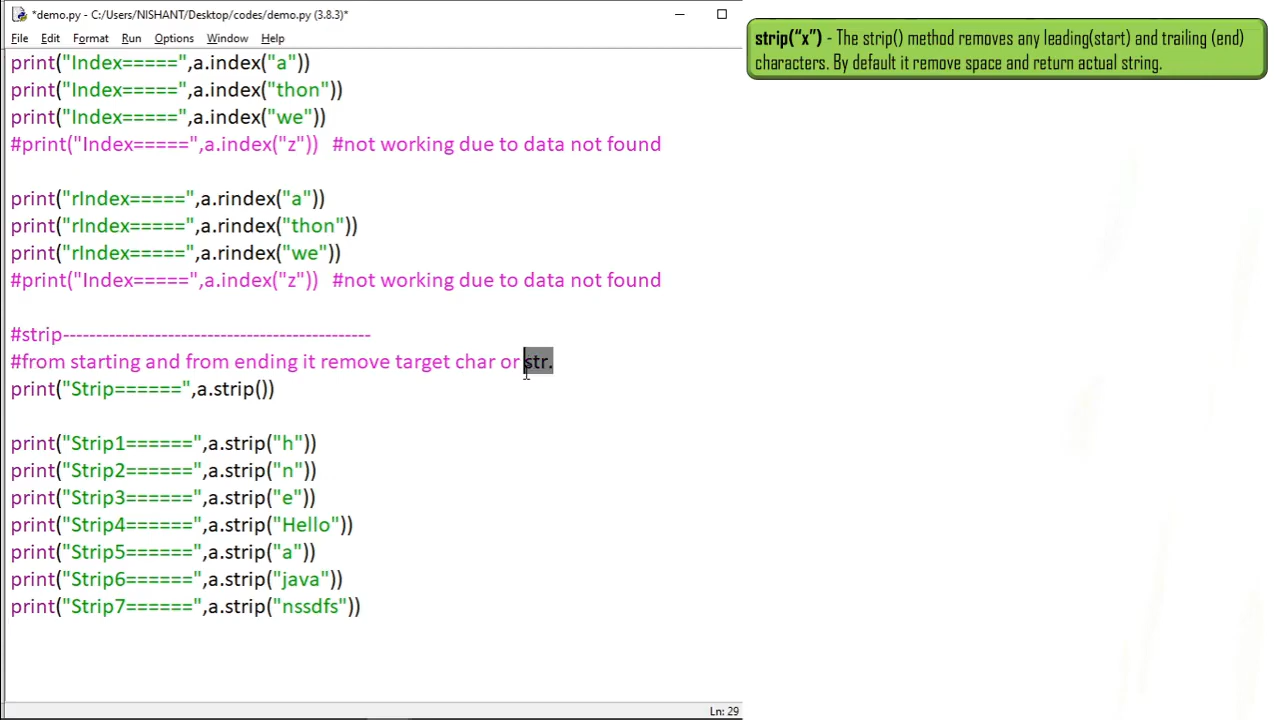 *demo.py - C:/Users/NISHANT/Desktop/codes/demo.py (3.8.3)*
File Edit Format Run Options Window Help
print("Index=====",a.index("a"))
print("Index=====",a.index("thon"))
print("Index=====",a.index("we"))
#print("Index=====",a.index("z")) #not working due to data not found
print("rIndex=====",a.rindex("a"))
print("rIndex=====",a.rindex("thon"))
print("rIndex=====",a.rindex("we"))
#print("Index=====",a.index("z")) #not working due to data not found
#strip-----------------------------------------------
#from starting and from ending it remove target char or str.
print("Strip======",a.strip())
print("Strip1======",a.strip("h"))
print("Strip2======",a.strip("n"))
print("Strip3======",a.strip("e"))
print("Strip4======",a.strip("Hello"))
print("Strip5======",a.strip("a"))
print("Strip6======",a.strip("java"))
print("Strip7======",a.strip("nssdfs"))
Ln: 29
strip("x") - The strip() method removes any leading(start) and trailing (end)
characters. By default it remove space and return actual string.